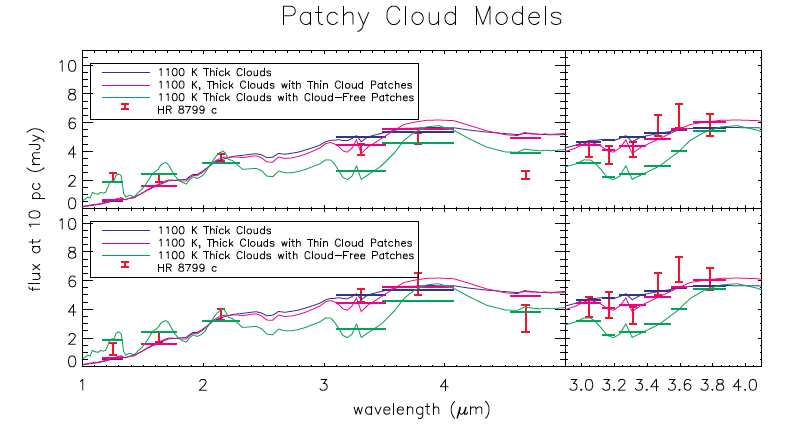 Patchy Cloud Models
10
8
6
4
2
0
1100 K Thick Clouds
1100 K, Thick Clouds with Thin Cloud Patches
1100 K Thick Clouds with Cloud-Free Patches
HR 8799 c
flux at 10 pc (mJy)
10
8
6
4
2
0
1100 K Thick Clouds
1100 K, Thick Clouds with Thin Cloud Patches
1100 K Thick Clouds with Cloud-Free Patches
HR 8799 c
1 2 3 4 3.0 3.2 3.4 3.6 3.8 4.0
wavelength (μm)